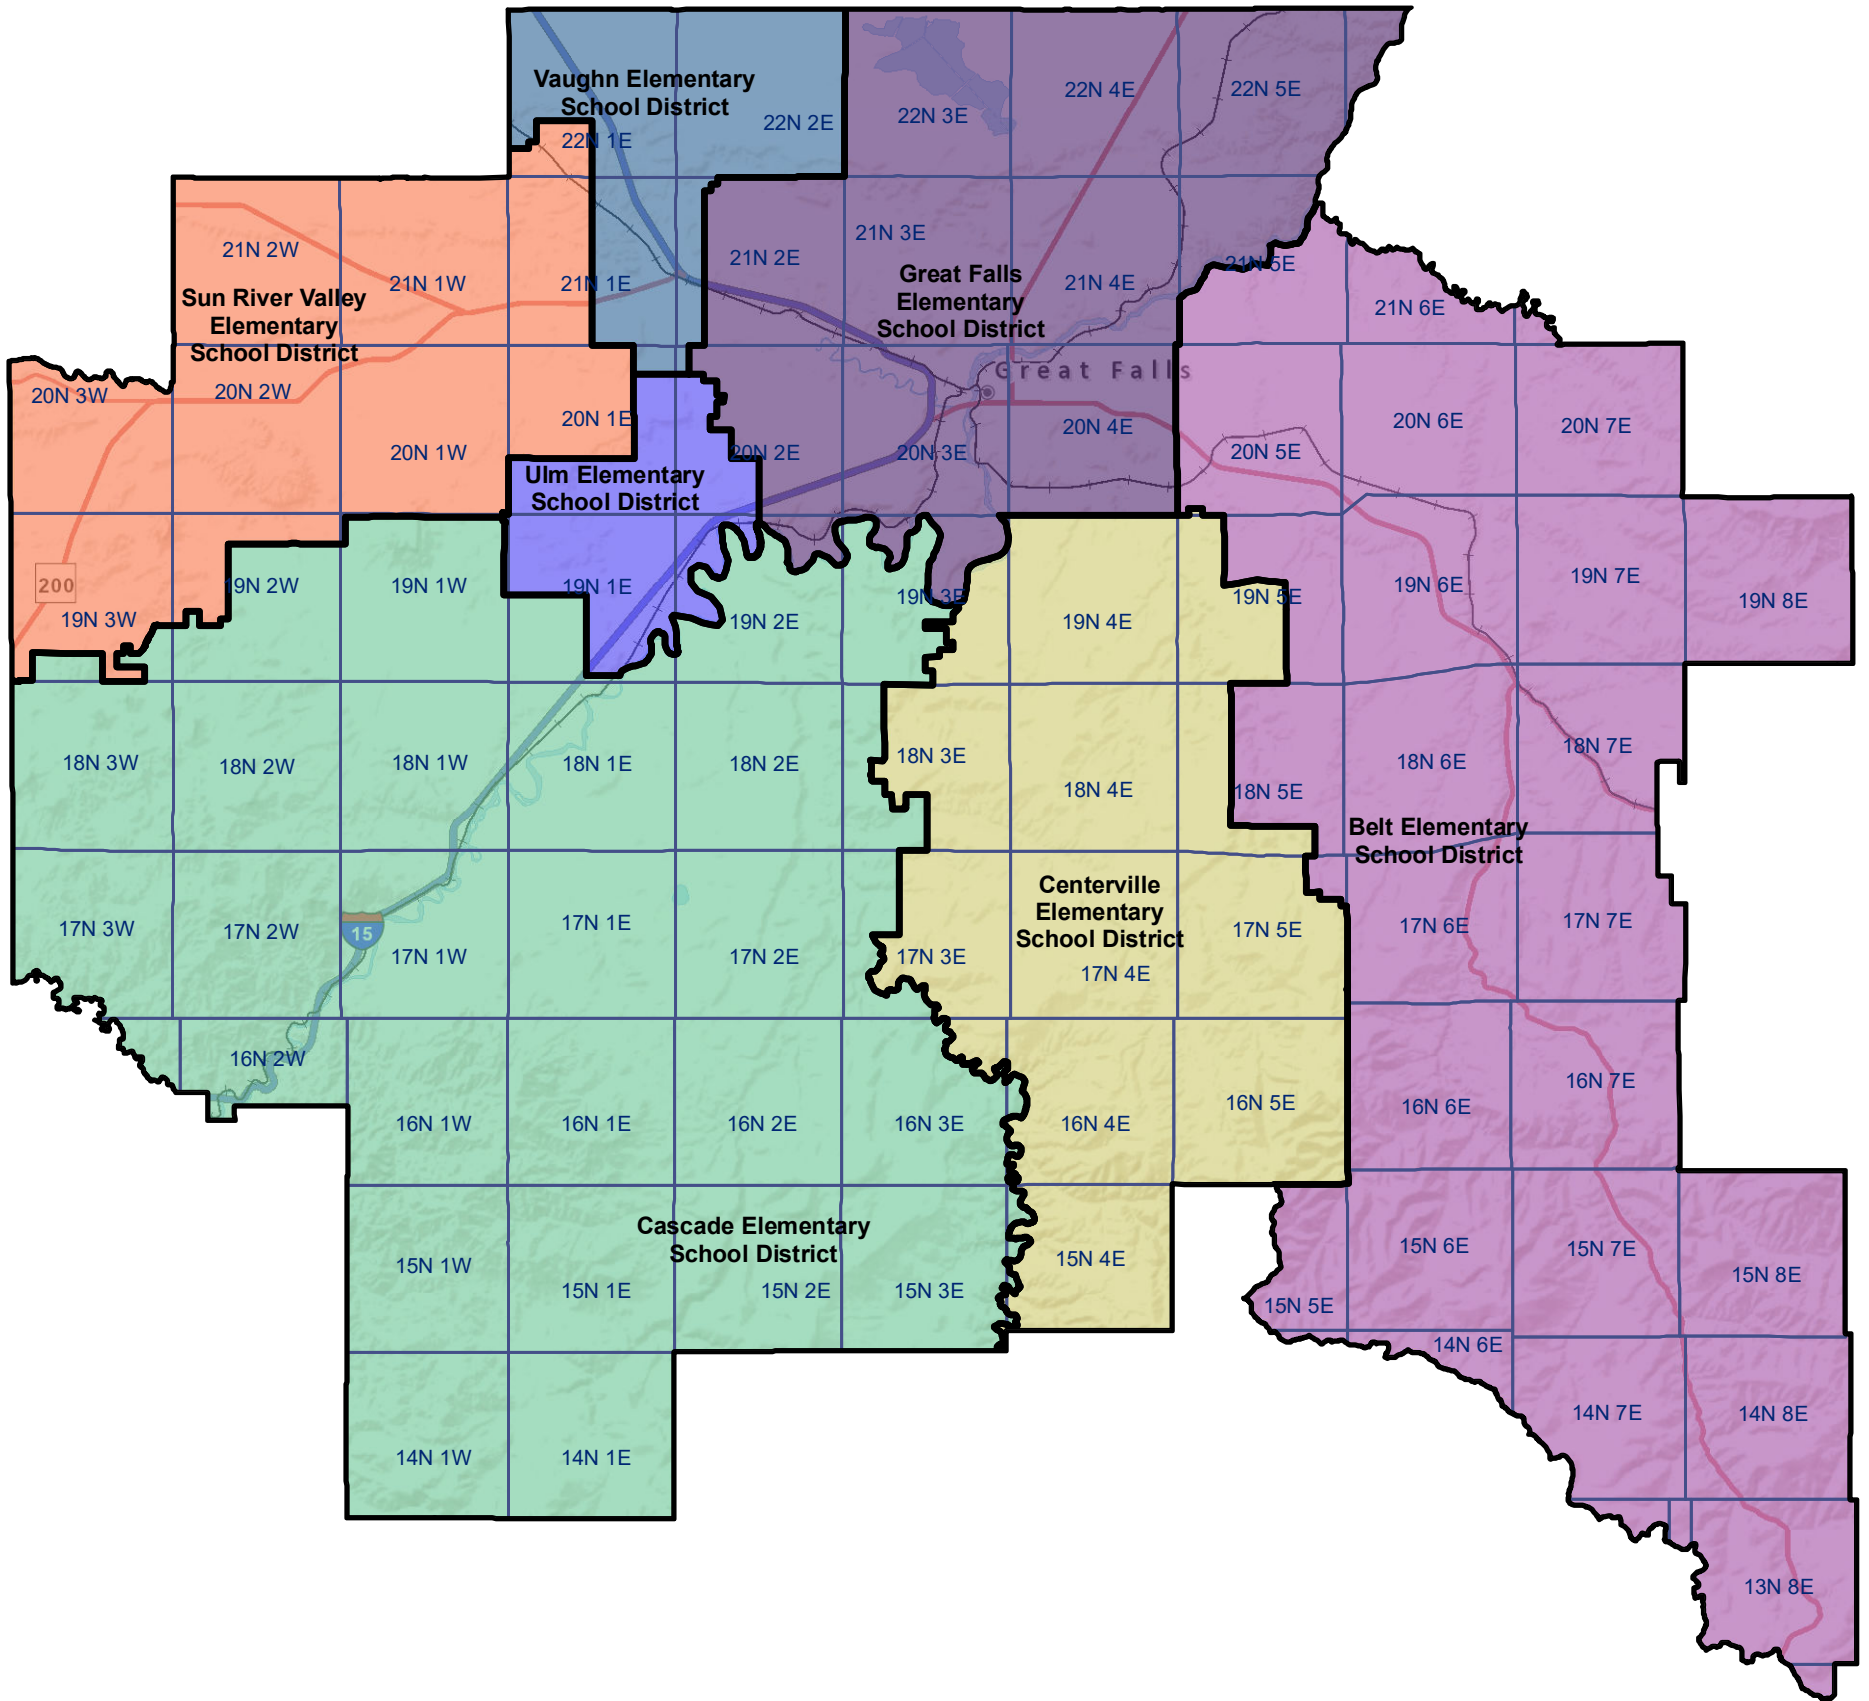 Vaughn Elementary
School District
22N 1E
22N 2E
22N 3E
22N 4E
22N 5E
21N 2W
21N 1W
21N 1E
21N 2E
21N 3E
21N 4E
21N 5E
21N 6E
Sun River Valley
Elementary
School District
Great Falls
Elementary
School District
Great Falls
20N 3W
20N 2W
20N 1W
20N 1E
20N 2E
20N 3E
20N 4E
20N 5E
20N 6E
20N 7E
Ulm Elementary
School District
200
19N 3W
19N 2W
19N 1W
19N 1E
19N 2E
19N 3E
19N 4E
19N 5E
19N 6E
19N 7E
19N 8E
18N 3W
18N 2W
18N 1W
18N 1E
18N 2E
18N 3E
18N 4E
18N 5E
18N 6E
18N 7E
Belt Elementary
School District
Centerville
Elementary
School District
17N 3W
17N 2W
15
17N 1W
17N 1E
17N 2E
17N 3E
17N 4E
17N 5E
17N 6E
17N 7E
16N 2W
16N 1W
16N 1E
16N 2E
16N 3E
16N 4E
16N 5E
16N 6E
16N 7E
Cascade Elementary
School District
15N 1W
15N 1E
15N 2E
15N 3E
15N 4E
15N 5E
15N 6E
15N 7E
15N 8E
14N 1W
14N 1E
14N 6E
14N 7E
14N 8E
13N 8E